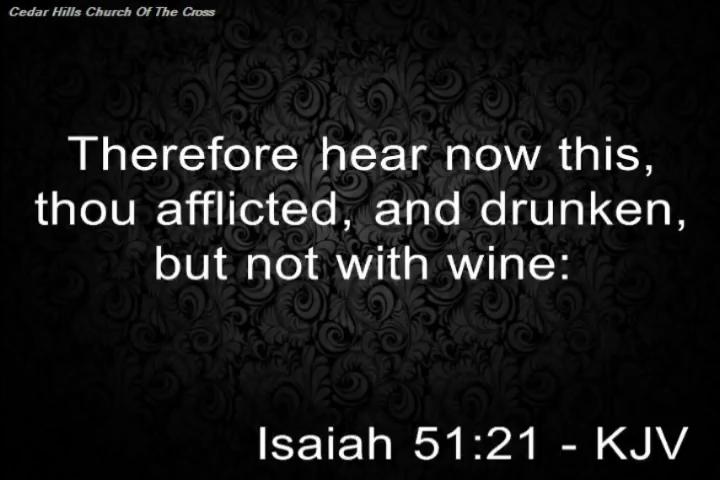 Cedar Hills Church Of The Cross
Therefore hear now this,
thou afflicted, and drunken,
but not with wine:
Isaiah 51:21 - KJV